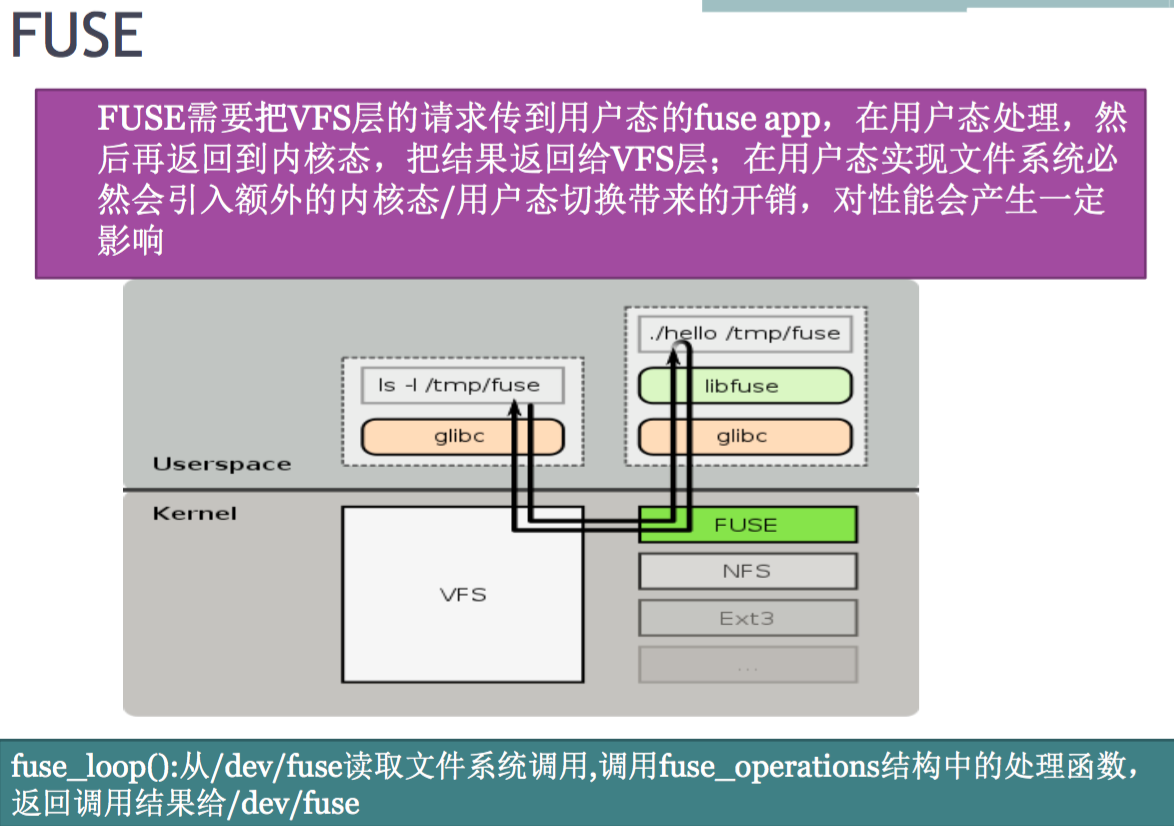 FUSE
FUSE需要把VFS层的请求传到用户态的fuse app，在用户态处理，然
后再返回到内核态，把结果返回给VFS层；在用户态实现文件系统必
然会引入额外的内核态/用户态切换带来的开销，对性能会产生一定
影响
./hello /tmp/fuse
ls -l /tmp/fuse
libfuse
glibc
glibc
Userspace
Kernel
FUSE
NFS
VFS
Ext3
...
fuse_loop():从/dev/fuse读取文件系统调用,调用fuse_operations结构中的处理函数，
返回调用结果给/dev/fuse